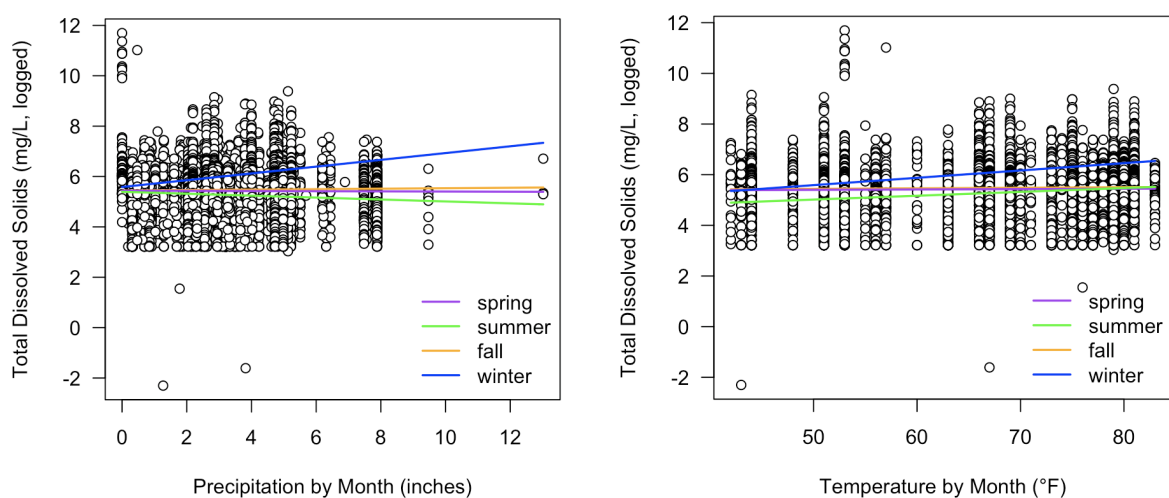 Total Dissolved Solids (mg/L, logged)
12
10
8
6
4
2
0
-2
spring
summer
fall
winter
0 2 4 6 8 10 12
Precipitation by Month (inches)
Total Dissolved Solids (mg/L, logged)
12
10
8
6
4
2
0
-2
spring
summer
fall
winter
50 60 70 80
Temperature by Month (°F)